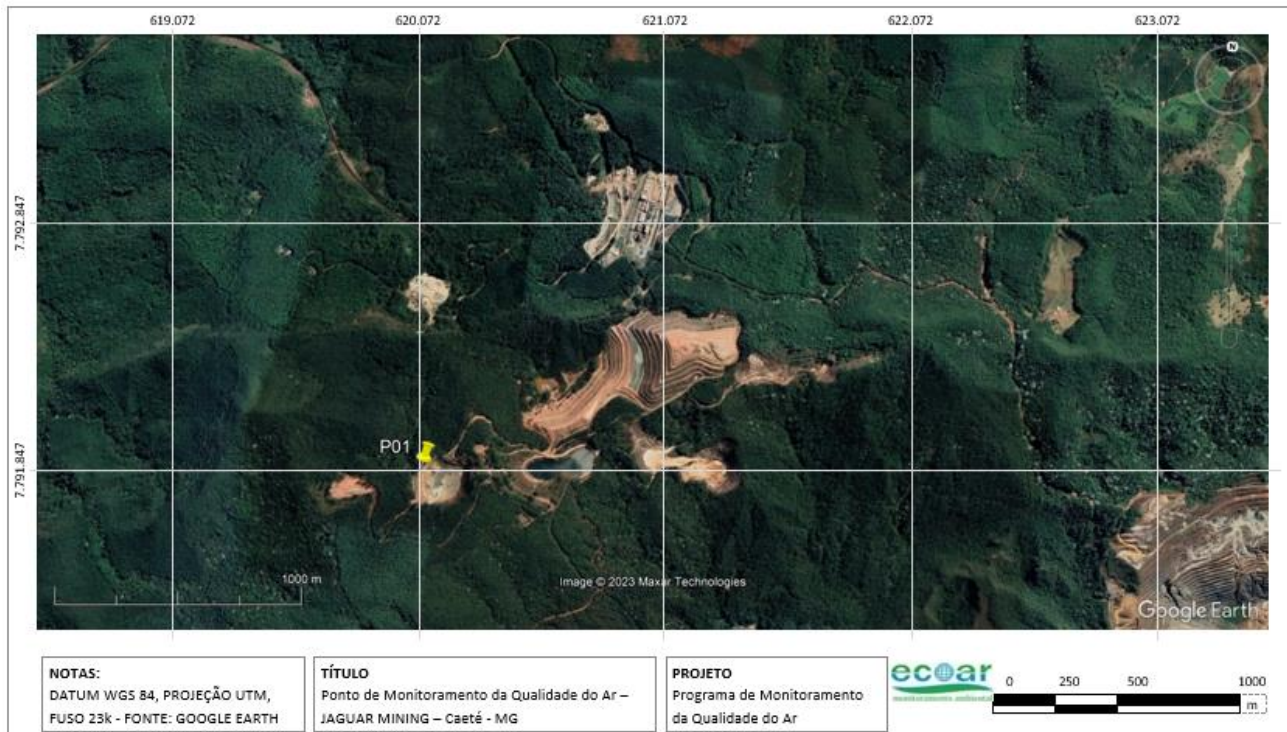 619.072 620.072 621.072 622.072 623.072
N
7.792.847
7.791.847
P01
1000 m
Image © 2023 Maxar Technologies
Google Earth
NOTAS:
DATUM WGS 84, PROJEÇÃO UTM,
FUSO 23k - FONTE: GOOGLE EARTH
TÍTULO
Ponto de Monitoramento da Qualidade do Ar –
JAGUAR MINING – Caeté - MG
PROJETO
Programa de Monitoramento
da Qualidade do Ar
ecoar
monitoramento ambiental
0 250 500 1000
m